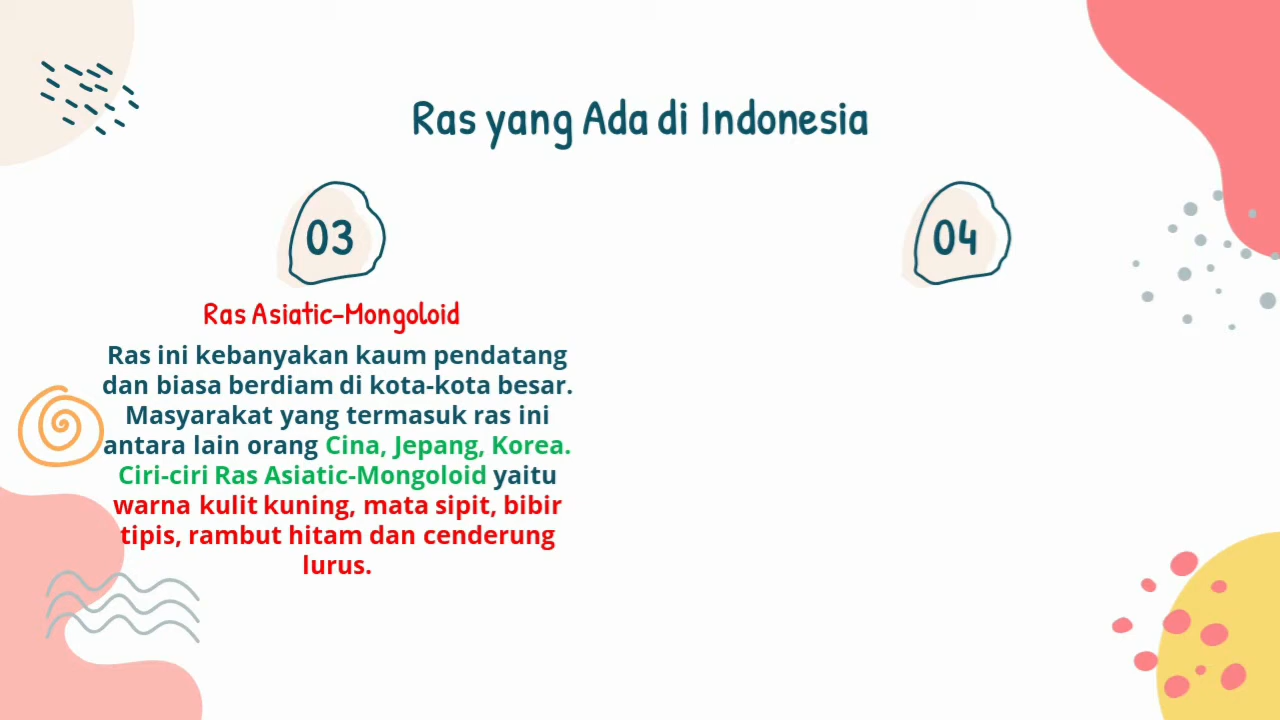 Ras yang Ada di Indonesia
03
Ras Asiatic-Mongoloid
Ras ini kebanyakan kaum pendatang
dan biasa berdiam di kota-kota besar.
Masyarakat yang termasuk ras ini
antara lain orang Cina, Jepang, Korea.
Ciri-ciri Ras Asiatic-Mongoloid yaitu
warna kulit kuning, mata sipit, bibir
tipis, rambut hitam dan cenderung
lurus.
04